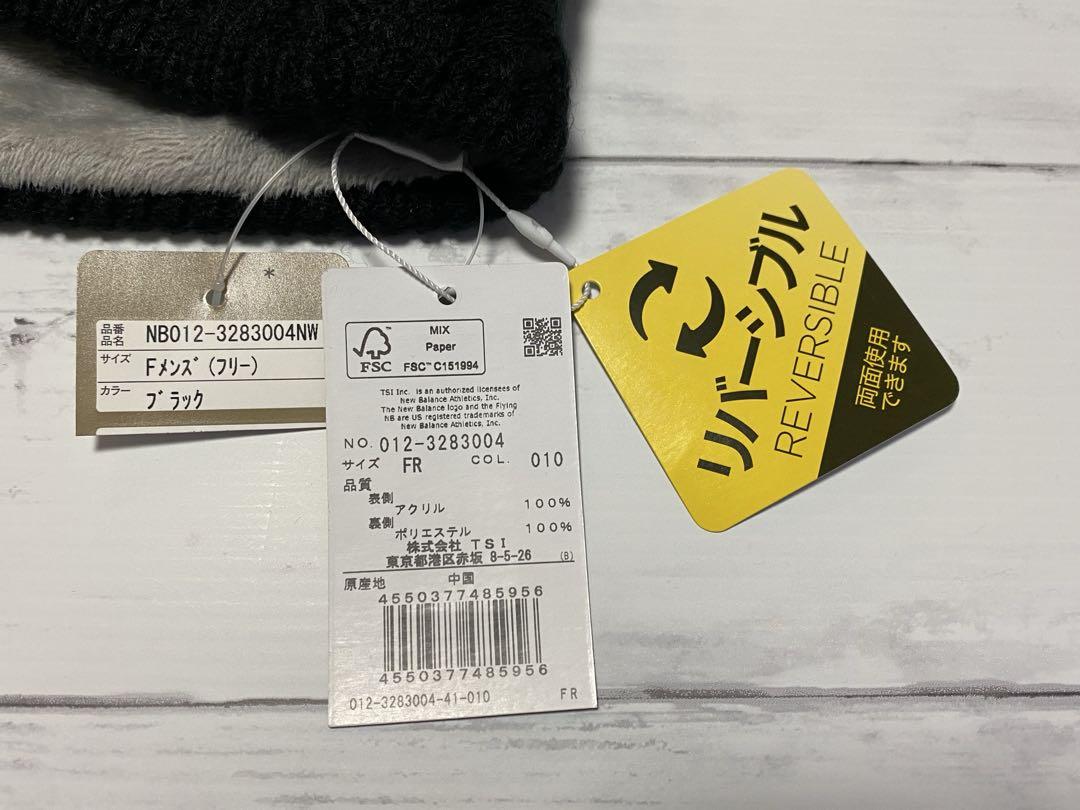 *
品番
品名
NB012-3283004NW
サイズ
Fメンズ(フリー)
カラー
ブラック
FSC™
MIX
Paper
FSC™ C151994
TSI Inc. is an authorized licensees of
New Balance Athletics, Inc.
The New Balance logo and the Flying
NB are US registered trademarks of
New Balance Athletics, Inc.
NO. 012-3283004
サイズ FR COL. 010
品質
表側
アクリル 100%
裏側
ポリエステル 100%
株式会社 TSI
東京都港区赤坂 8-5-26 (B)
原産地 中国
4550377485956
4550377485956
012-3283004-41-010 FR
リバーシブル
REVERSIBLE
両面使用
できます